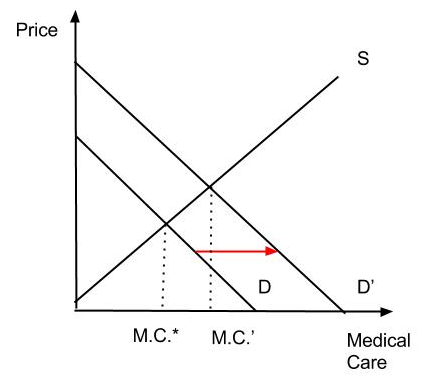 Price
S
D
D’
M.C.*
M.C.’
Medical
Care